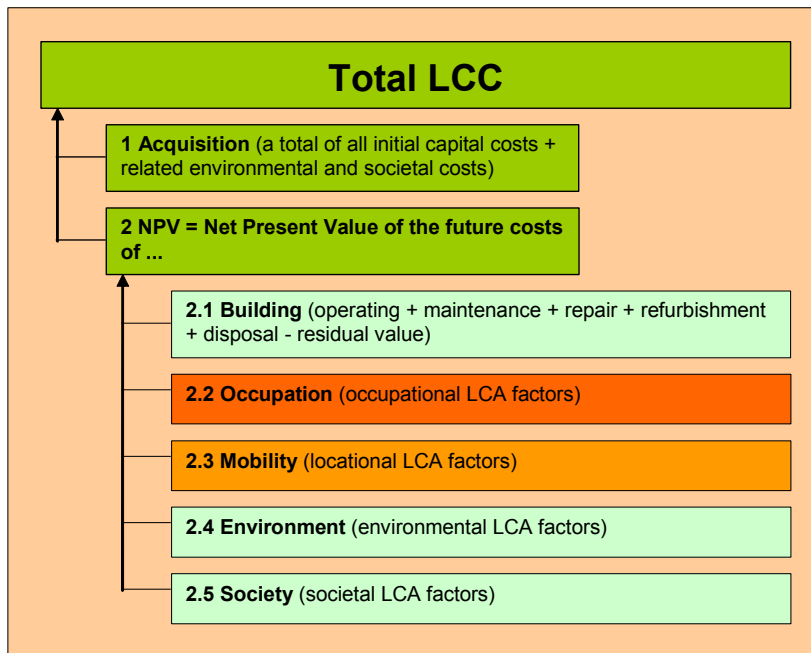 Total LCC
1 Acquisition (a total of all initial capital costs +
related environmental and societal costs)
2 NPV = Net Present Value of the future costs
of ...
2.1 Building (operating + maintenance + repair + refurbishment
+ disposal - residual value)
2.2 Occupation (occupational LCA factors)
2.3 Mobility (locational LCA factors)
2.4 Environment (environmental LCA factors)
2.5 Society (societal LCA factors)